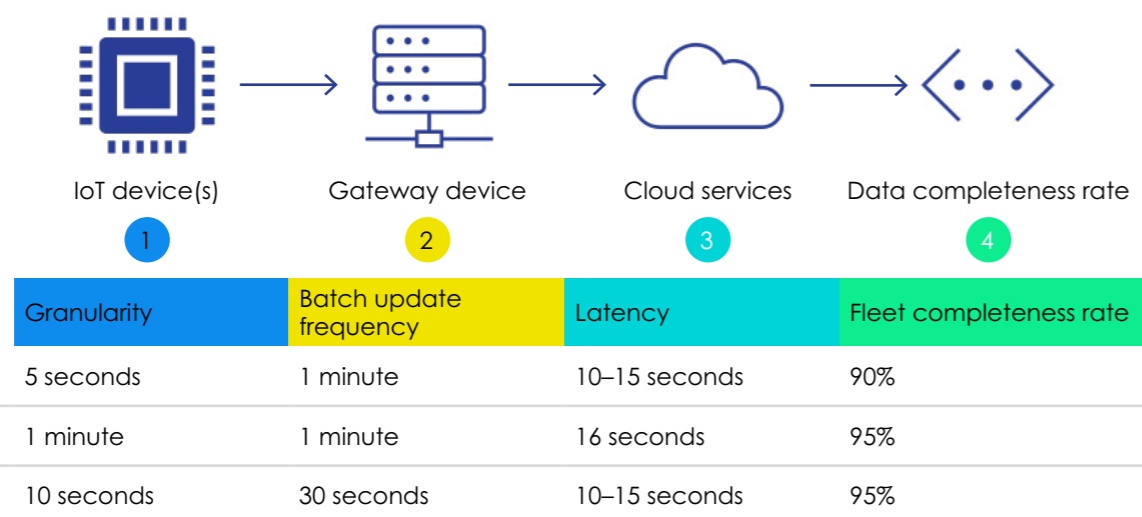 IoT device(s)
Gateway device
Cloud services
Data completeness rate
1
2
3
4
Granularity
Batch update
frequency
Latency
Fleet completeness rate
5 seconds
1 minute
10–15 seconds
90%
1 minute
1 minute
16 seconds
95%
10 seconds
30 seconds
10–15 seconds
95%